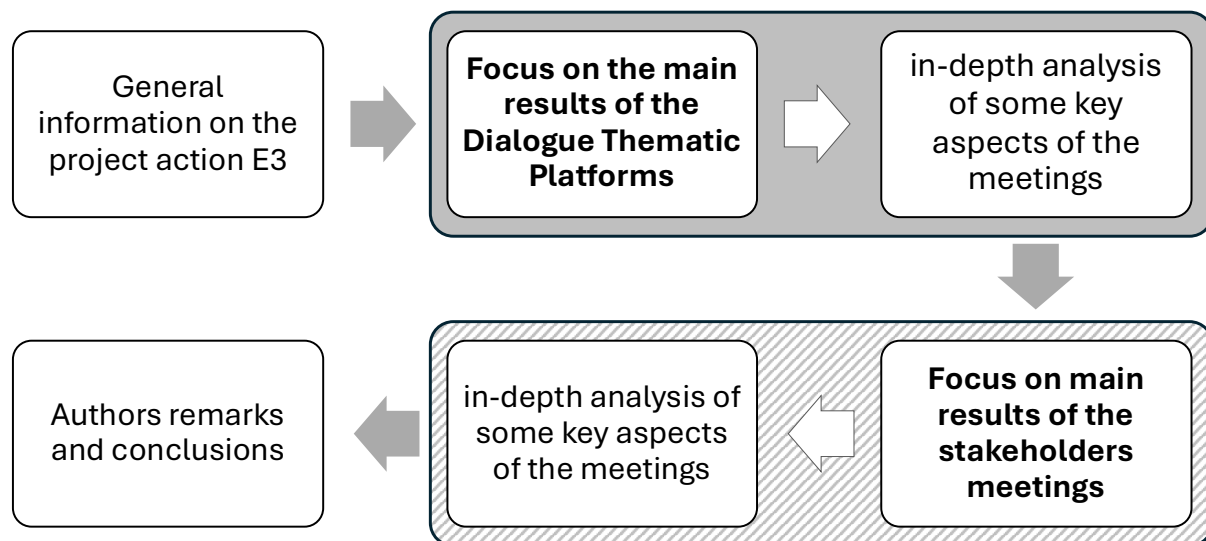 General
information on the
project action E3
Focus on the main
results of the
Dialogue Thematic
Platforms
in-depth analysis
of some key
aspects of the
meetings
Authors remarks
and conclusions
in-depth analysis of
some key aspects
of the meetings
Focus on main
results of the
stakeholders
meetings